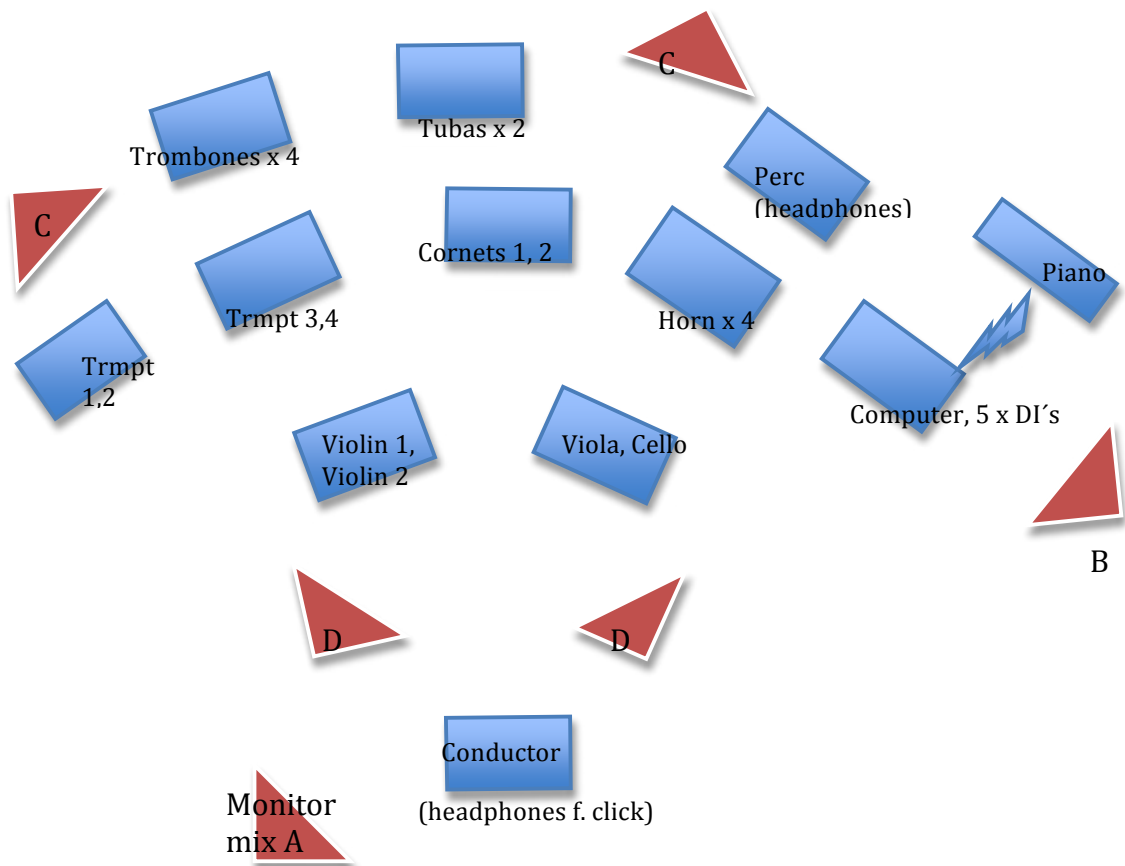 C
Tubas x 2
Trombones x 4
Perc
(headphones)
C
Cornets 1, 2
Piano
Trmpt 3,4
Horn x 4
Trmpt
1,2
Computer, 5 x DI´s
Violin 1,
Violin 2
Viola, Cello
B
D
D
Conductor
(headphones f. click)
Monitor
mix A